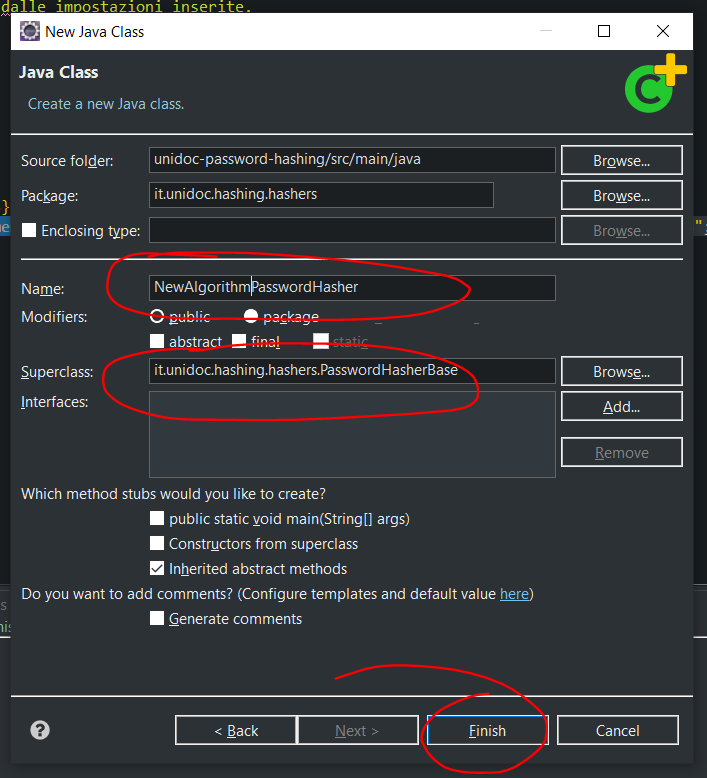 dalle impostazioni inserite.
New Java Class
Java Class
Create a new Java class.
Source folder: unidoc-password-hashing/src/main/java Browse...
Package: it.unidoc.hashing.hashers Browse...
Enclosing type: Browse...
Name: NewAlgorithmPasswordHasher
Modifiers: public package
abstract final static
Superclass: it.unidoc.hashing.hashers.PasswordHasherBase Browse...
Interfaces: Add...
Remove
Which method stubs would you like to create?
public static void main(String[] args)
Constructors from superclass
Inherited abstract methods
Do you want to add comments? (Configure templates and default value here)
Generate comments
? < Back Next > Finish Cancel